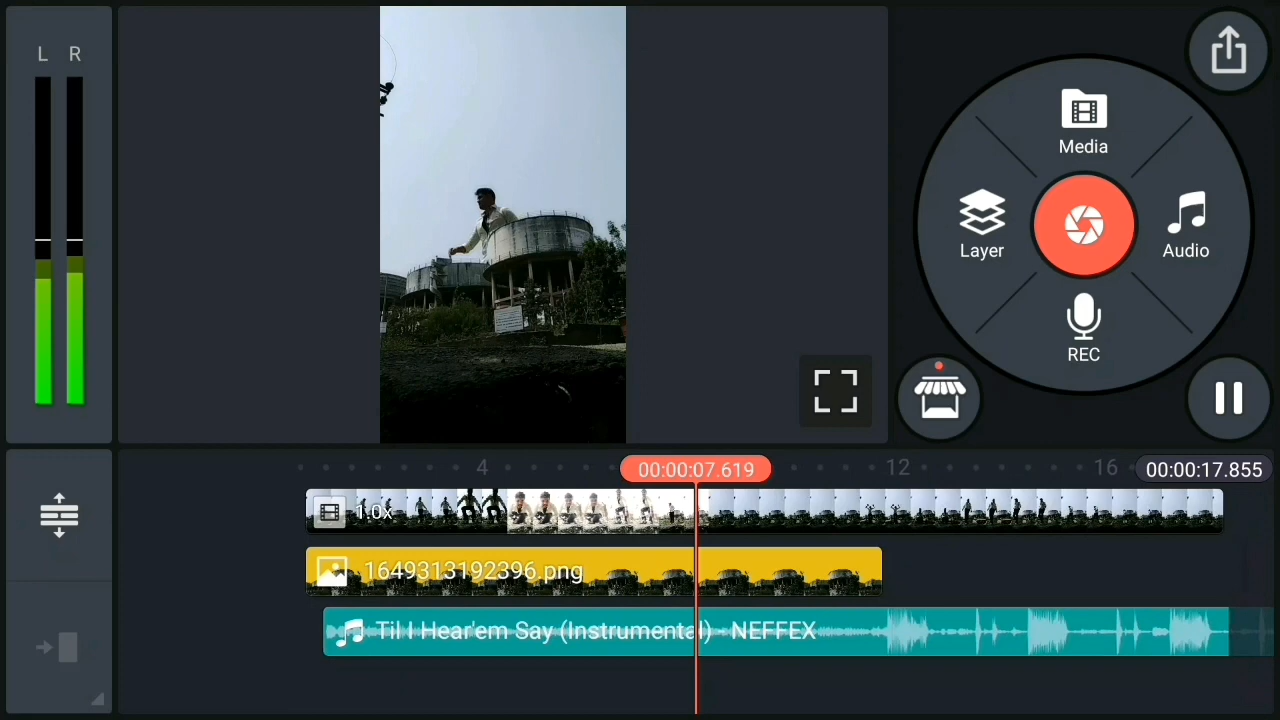 L R
Media
Layer
Audio
REC
4
00:00:07.619
12
16
00:00:17.855
1.0x
1649313192396.png
Til I Hear'em Say (Instrumental) - NEFFEX